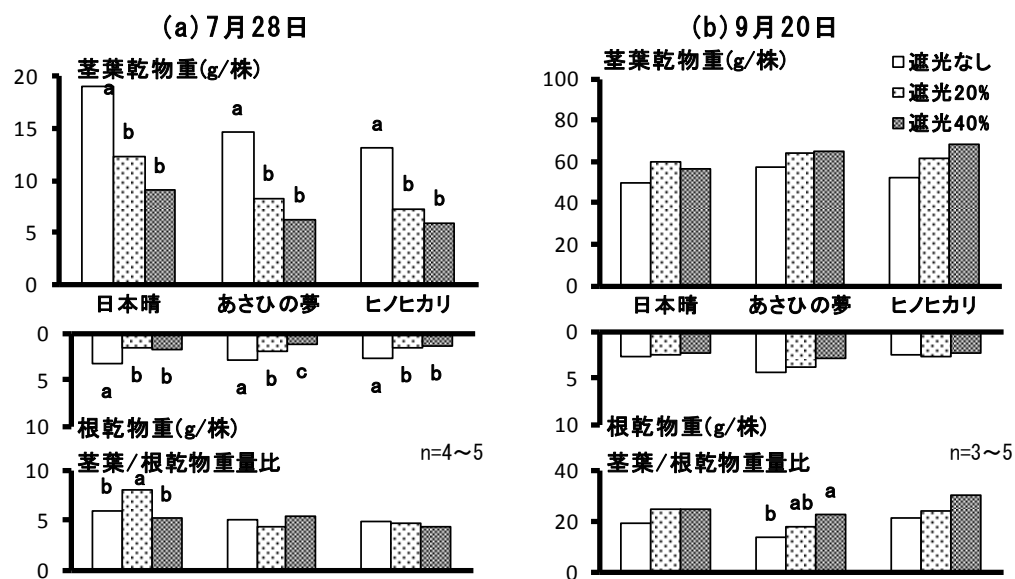 (a)7月28日
茎葉乾物重(g/株)
20
15
10
5
0
a
b
b
a
b
b
a
b
b
日本晴
あさひの夢
ヒノヒカリ
0
5
10
a
b
b
a
b
c
a
b
b
根乾物重(g/株)
茎葉/根乾物重量比
n=4～5
10
5
0
b
a
b
(b)9月20日
茎葉乾物重(g/株)
100
80
60
40
20
0
遮光なし
遮光20%
遮光40%
日本晴
あさひの夢
ヒノヒカリ
0
5
10
根乾物重(g/株)
茎葉/根乾物重量比
n=3～5
40
20
0
b
ab
a